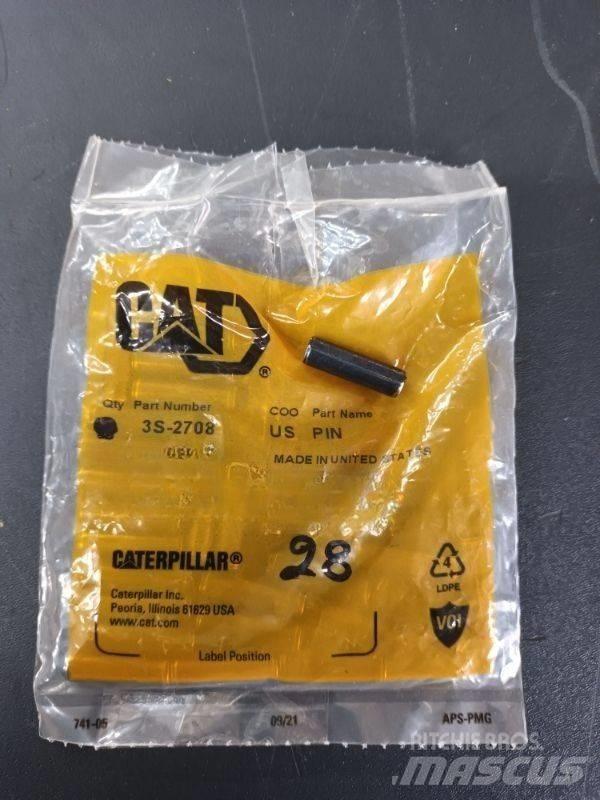 CAT
®
Qty Part Number COO Part Name
3S-2708 US PIN
MADE IN UNITED STATES
28
CATERPILLAR®
4
LDPE
Caterpillar Inc.
Peoria, Illinois 61629 USA
www.cat.com
VCI
Label Position
741-05 09/21 APS-PMG
RITCHIE BROS.
MASCUS